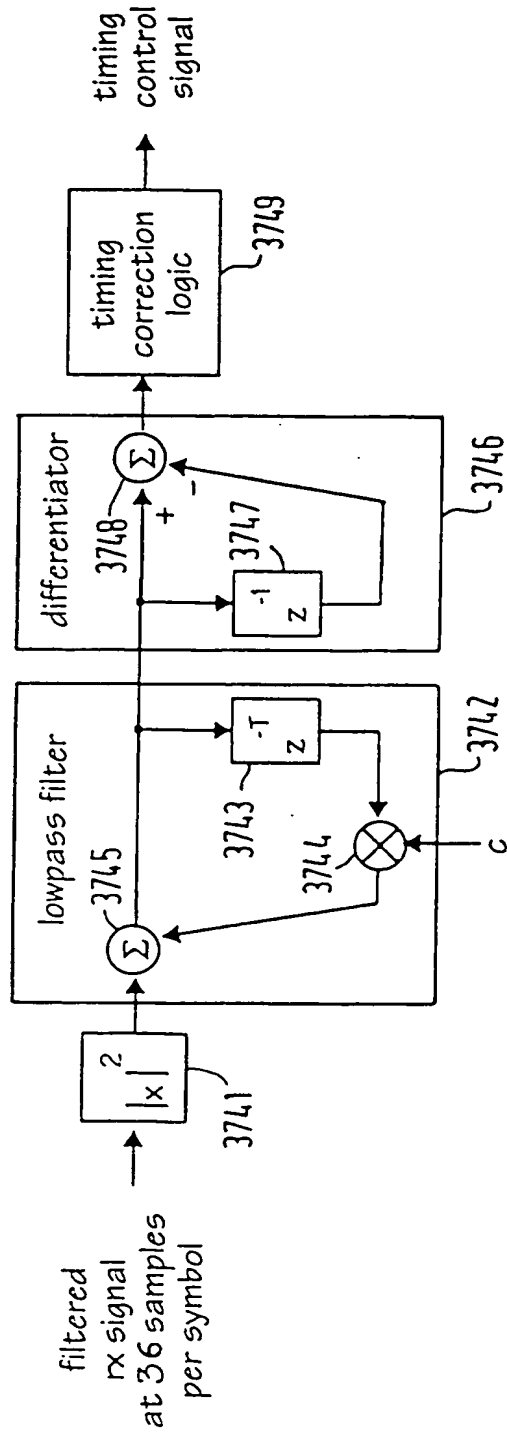 filtered
rx signal
at 36 samples
per symbol
|x|²
3741
lowpass filter
3745
Σ
3743
z⁻ᵀ
3744
c
3742
differentiator
3748
Σ
+
-
3747
z⁻¹
3746
timing
correction
logic
3749
timing
control
signal